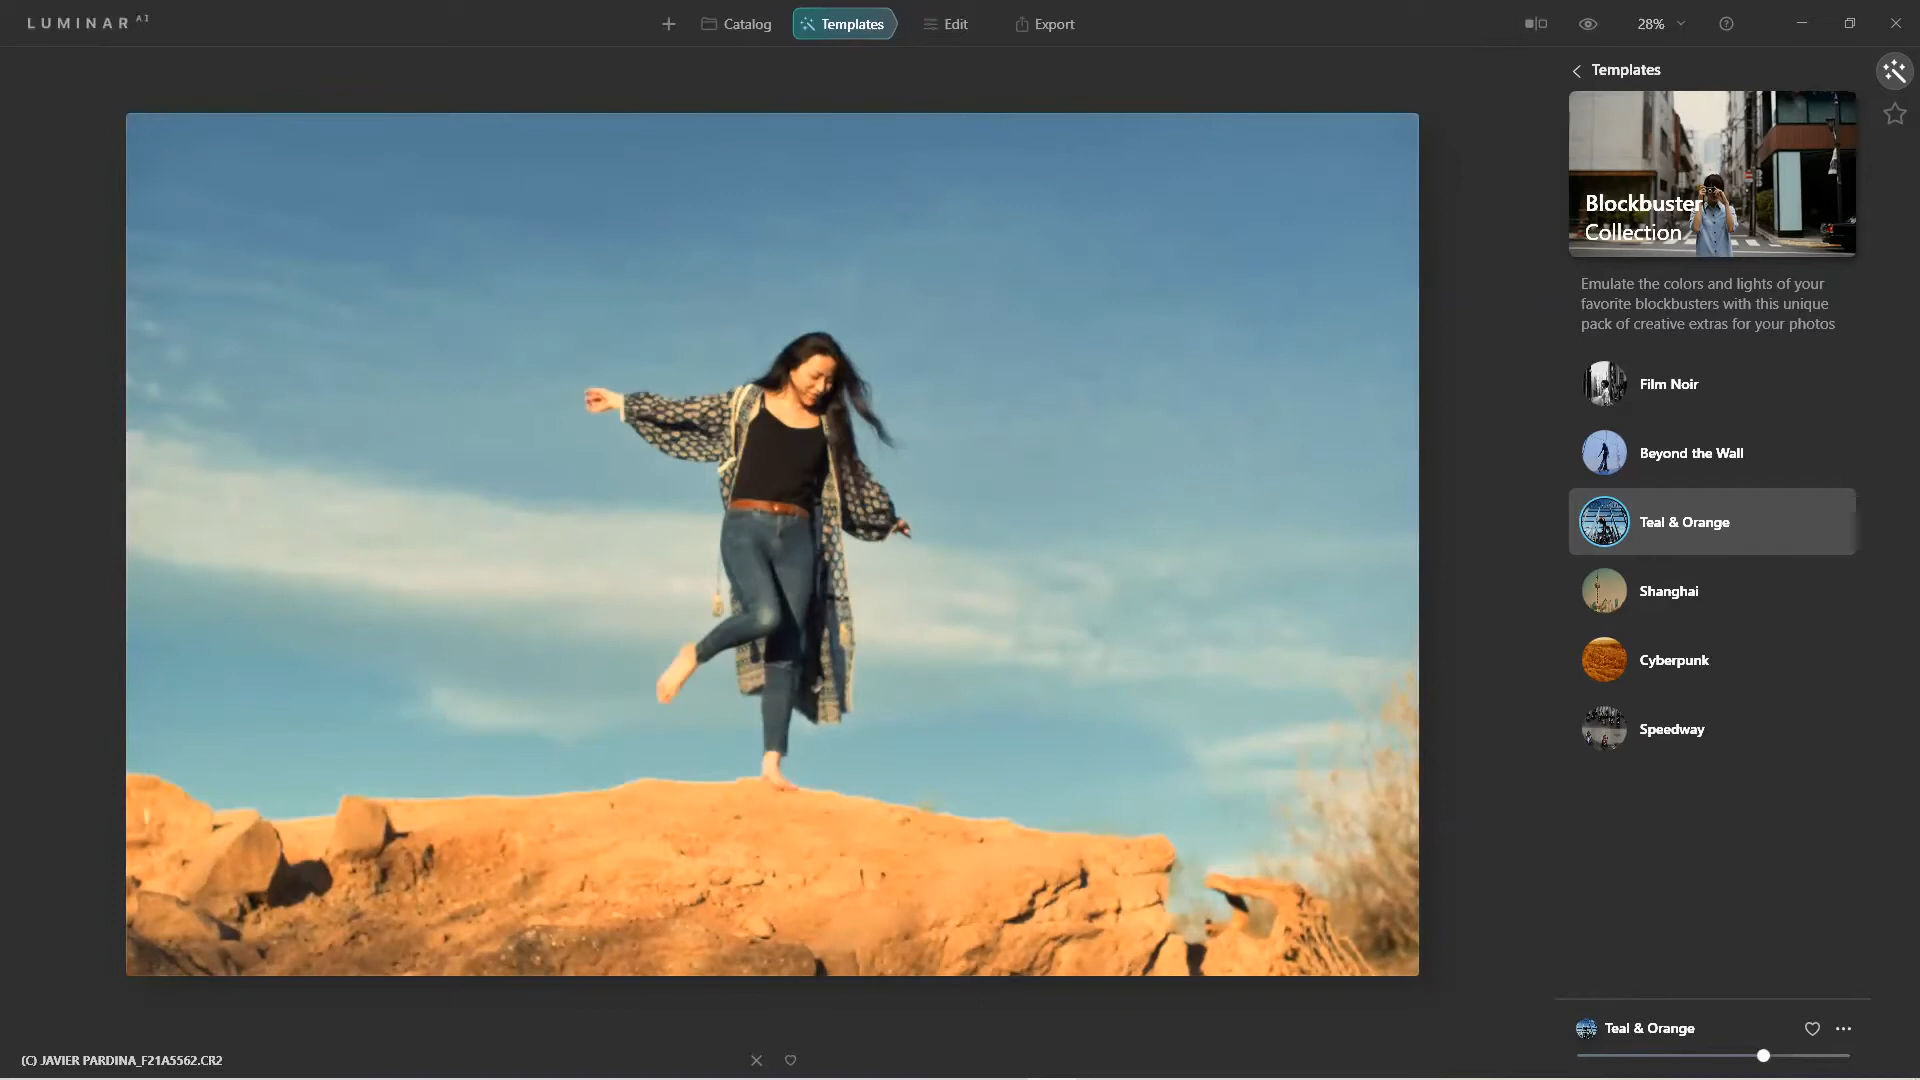 LUMINAR AI
Catalog
Templates
Edit
Export
28%
Templates
Blockbuster
Collection
Emulate the colors and lights of your
favorite blockbusters with this unique
pack of creative extras for your photos
Film Noir
Beyond the Wall
Teal & Orange
Shanghai
Cyberpunk
Speedway
Teal & Orange
(C) JAVIER PARDINA_F21A5562.CR2